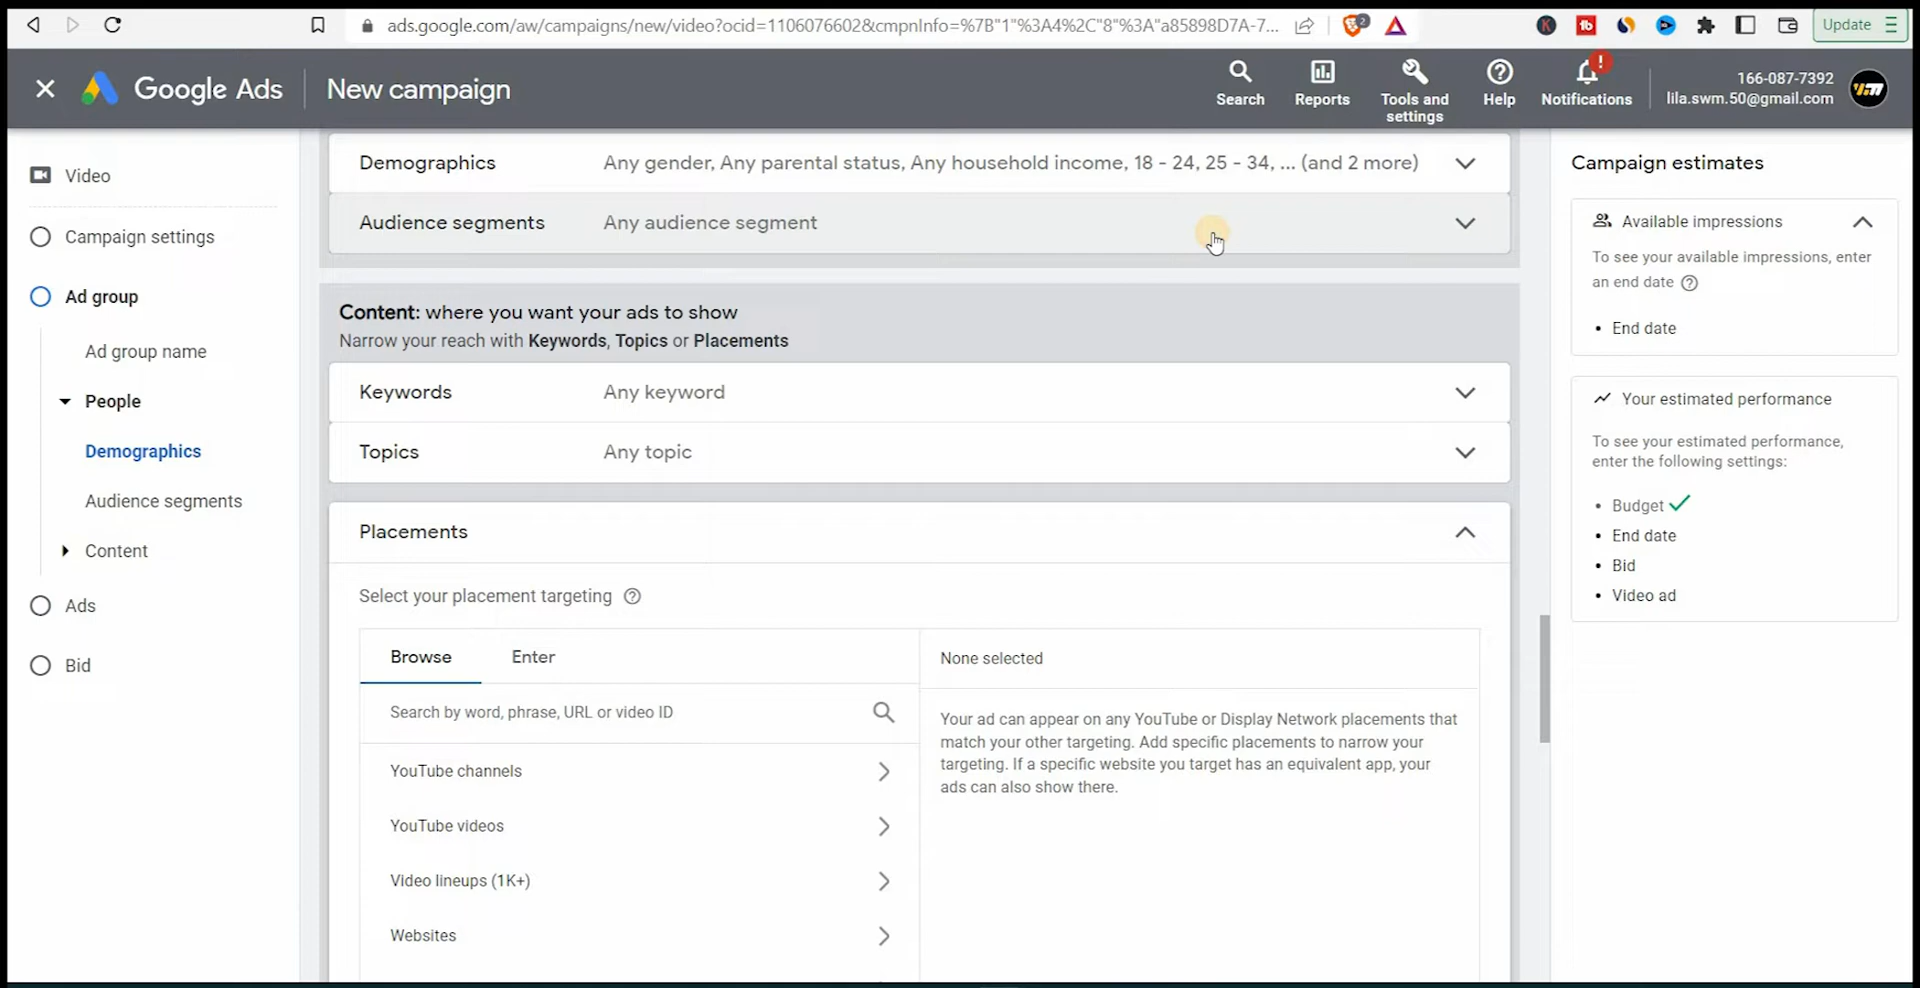 ads.google.com/aw/campaigns/new/video?ocid=1106076602&cmpnInfo=%7B"1"%3A4%2C"8"%3A"a85898D7A-7...
2
Update
Google Ads
New campaign
Search
Reports
Tools and
settings
Help
!
Notifications
166-087-7392
lila.swm.50@gmail.com
Video
Campaign settings
Ad group
Ad group name
People
Demographics
Audience segments
Content
Ads
Bid
Demographics
Any gender, Any parental status, Any household income, 18 - 24, 25 - 34, ... (and 2 more)
Audience segments
Any audience segment
Content: where you want your ads to show
Narrow your reach with Keywords, Topics or Placements
Keywords
Any keyword
Topics
Any topic
Placements
Select your placement targeting
Browse
Enter
Search by word, phrase, URL or video ID
YouTube channels
YouTube videos
Video lineups (1K+)
Websites
None selected
Your ad can appear on any YouTube or Display Network placements that
match your other targeting. Add specific placements to narrow your
targeting. If a specific website you target has an equivalent app, your
ads can also show there.
Campaign estimates
Available impressions
To see your available impressions, enter
an end date
• End date
Your estimated performance
To see your estimated performance,
enter the following settings:
• Budget
• End date
• Bid
• Video ad